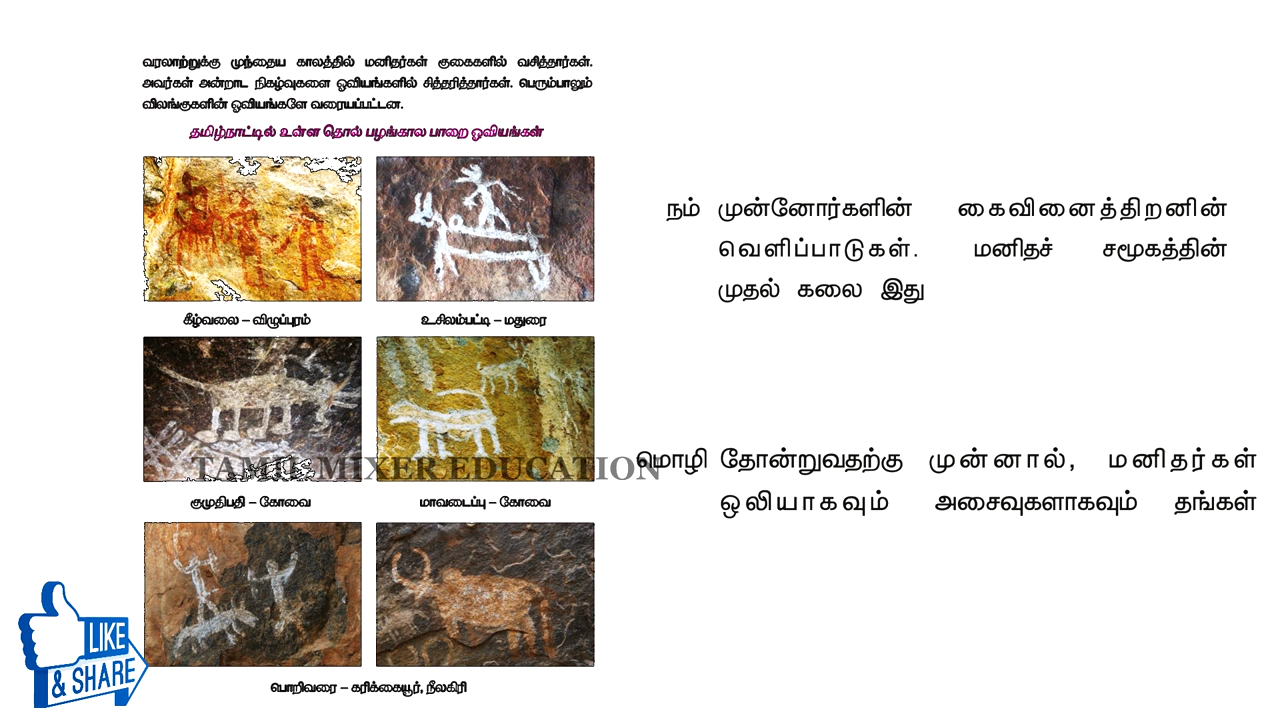 வரலாற்றுக்கு முந்தைய காலத்தில் மனிதர்கள் குகைகளில் வசித்தார்கள்.
அவர்கள் அன்றாட நிகழ்வுகளை ஓவியங்களில் சித்தரித்தார்கள். பெரும்பாலும்
விலங்குகளின் ஓவியங்களே வரையப்பட்டன.
தமிழ்நாட்டில் உள்ள தொல் பழங்கால பாறை ஓவியங்கள்
கீழ்வலை – விழுப்புரம்
உசிலம்பட்டி – மதுரை
குமுதிபதி – கோவை
மாவடைப்பு – கோவை
பொறிவரை – கரிக்கையூர், நீலகிரி
நம் முன்னோர்களின் கைவினைத்திறனின்
வெளிப்பாடுகள். மனிதச் சமூகத்தின்
முதல் கலை இது
மொழி தோன்றுவதற்கு முன்னால், மனிதர்கள்
ஒலியாகவும் அசைவுகளாகவும் தங்கள்
TAMIL MIXER EDUCATION
LIKE
& SHARE